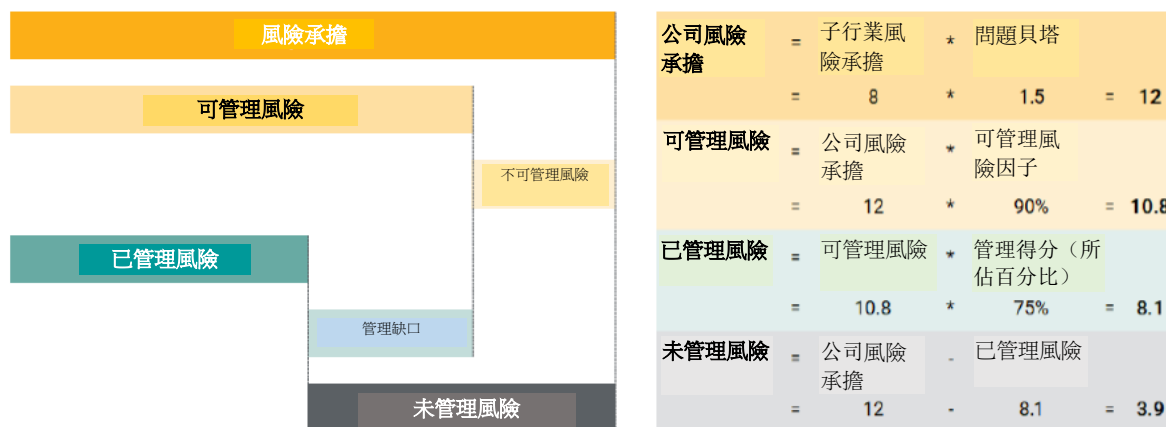 風險承擔
可管理風險
不可管理風險
已管理風險
管理缺口
未管理風險
公司風險
承擔
=
子行業風
險承擔
*
問題貝塔
= 8 * 1.5 = 12
可管理風險
=
公司風險
承擔
*
可管理風
險因子
= 12 * 90% = 10.8
已管理風險 = 可管理風險 * 管理得分（所
佔百分比）
= 10.8 * 75% = 8.1
未管理風險 = 公司風險
承擔
- 已管理風險
= 12 - 8.1 = 3.9